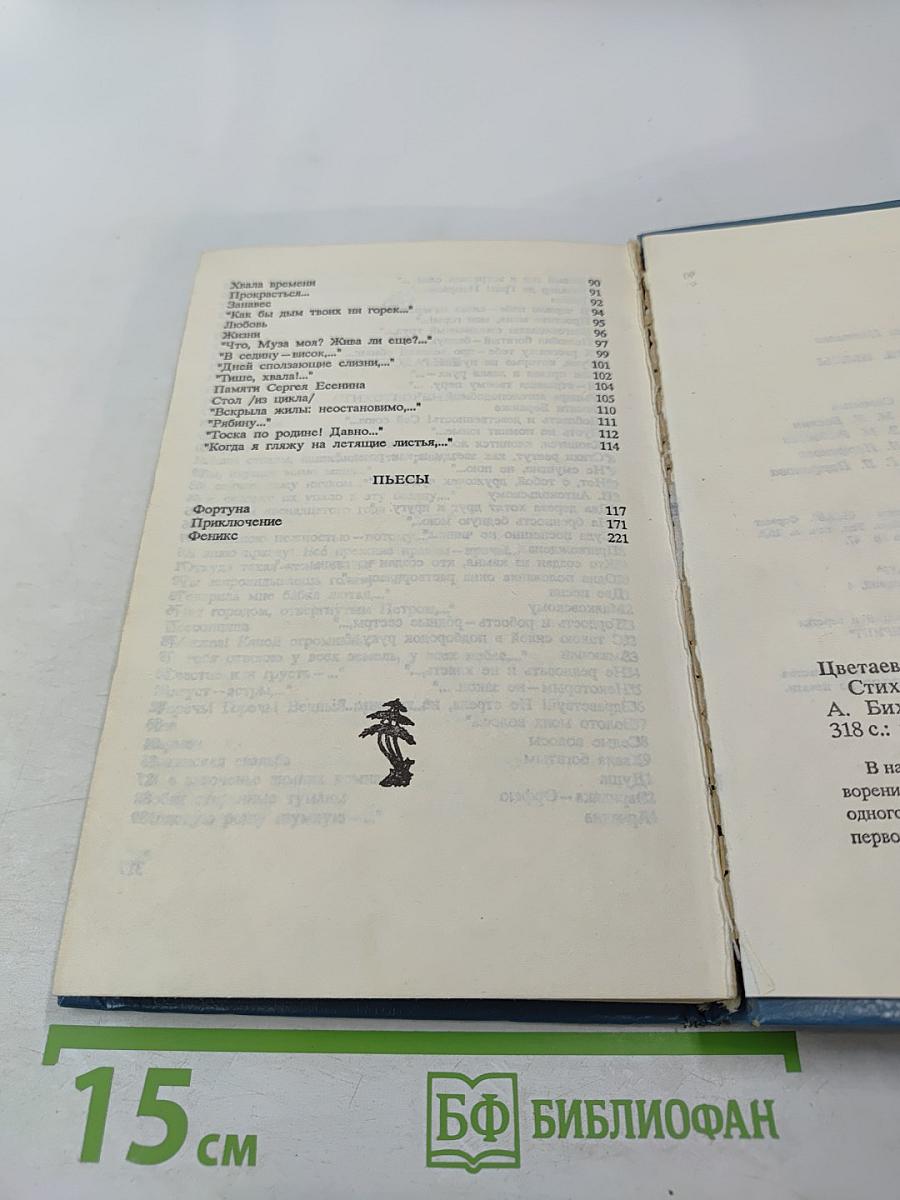 Хвала времени 90
Прокрасться... 91
Занавес 92
"Как бы дым твоих ни горек..." 94
Любовь 95
Жизни 96
"Что, Муза моя? Жива ли еще?..." 97
"В седину—висок,..." 99
"Дней сползающие слизни,..." 101
"Тише, хвала!..." 102
Памяти Сергея Есенина 104
Стол /из цикла/ 105
"Вскрыла жилы: неостановимо,..." 110
"Рябину..." 111
"Тоска по родине! Давно..." 112
"Когда я гляжу на летящие листья,..." 114
ПЬЕСЫ
Фортуна 117
Приключение 171
Феникс 221
Цветаев
Стих
А. Бих
318 с.:
В на
ворени
одного
перво
15 см
БФ БИБЛИОФАН